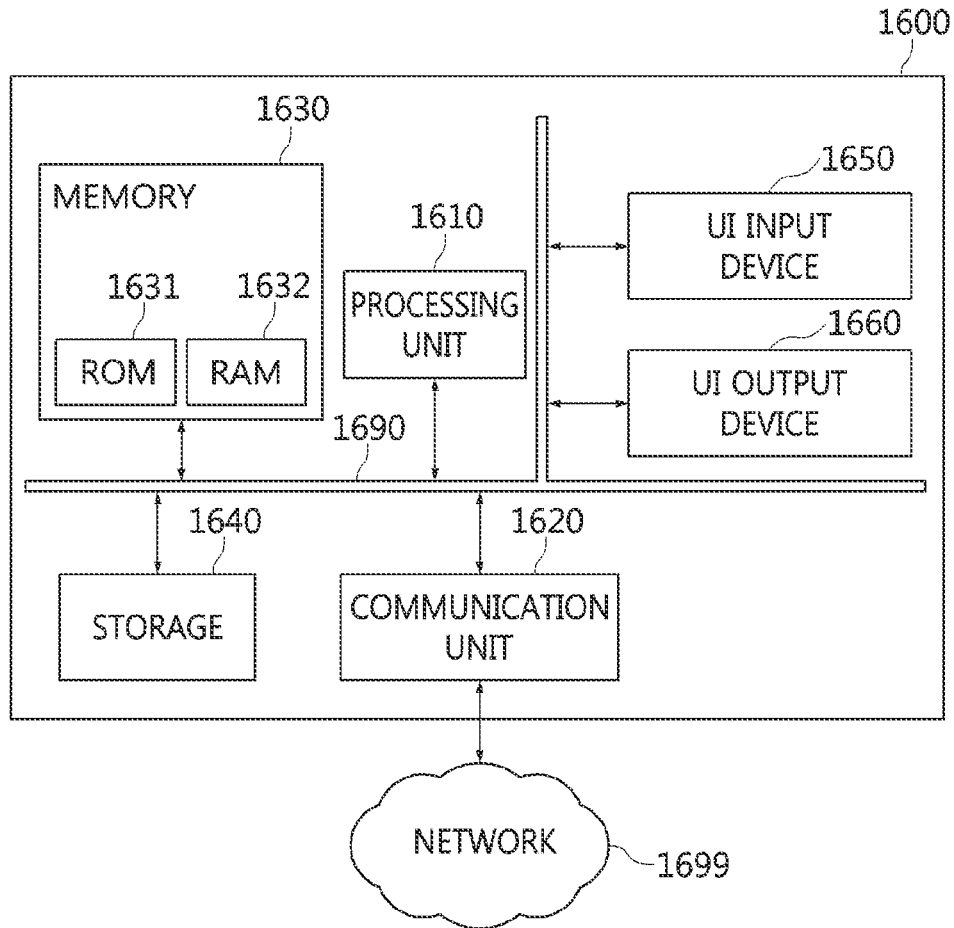 1600
1630
MEMORY
1650
1610
UI INPUT
DEVICE
1631
1632
PROCESSING
UNIT
1660
ROM
RAM
UI OUTPUT
DEVICE
1690
1640
1620
STORAGE
COMMUNICATION
UNIT
NETWORK
1699